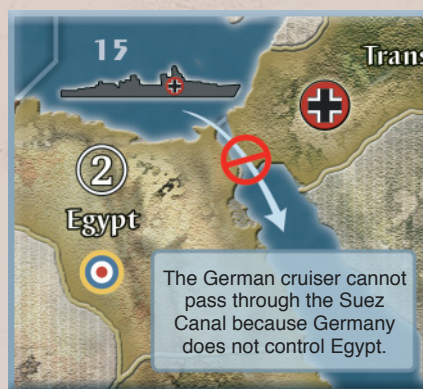 15
Trans
2
Egypt
The German cruiser cannot
pass through the Suez
Canal because Germany
does not control Egypt.